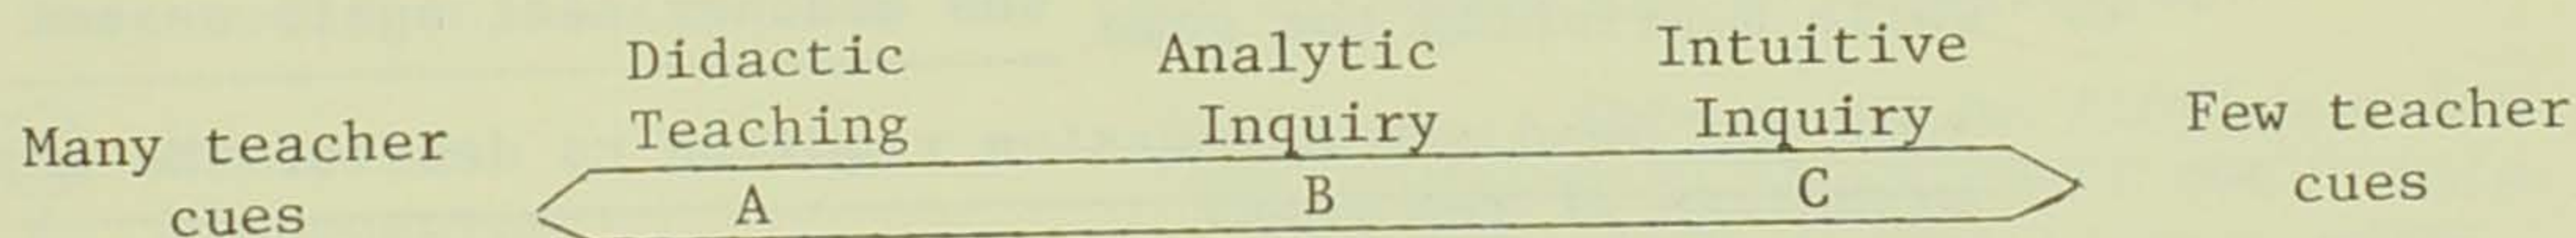 Didactic Analytic Intuitive
Teaching Inquiry Inquiry
Many teacher Few teacher
cues A B C cues